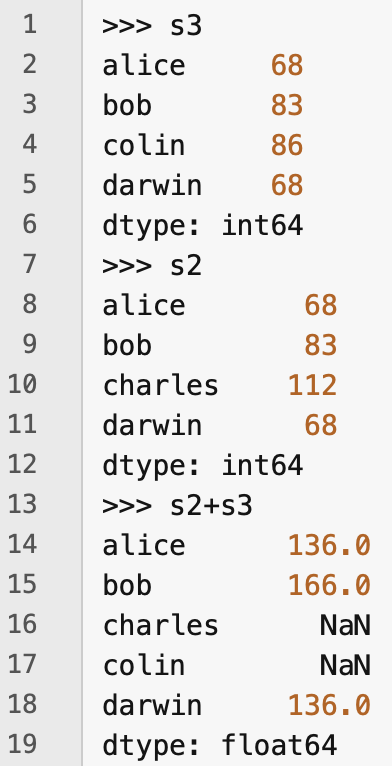 1 >>> s3
2 alice     68
3 bob       83
4 colin     86
5 darwin    68
6 dtype: int64
7 >>> s2
8 alice       68
9 bob         83
10 charles    112
11 darwin      68
12 dtype: int64
13 >>> s2+s3
14 alice      136.0
15 bob        166.0
16 charles      NaN
17 colin        NaN
18 darwin     136.0
19 dtype: float64